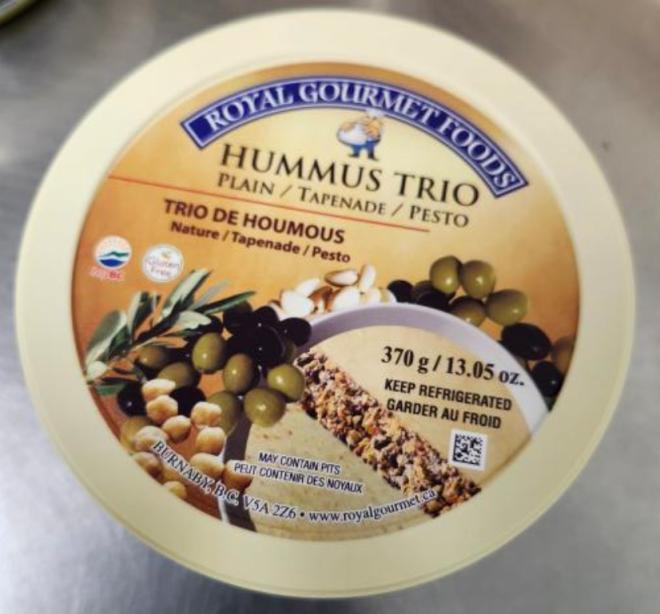 ROYAL GOURMET FOODS
HUMMUS TRIO
PLAIN / TAPENADE / PESTO
TRIO DE HOUMOUS
Nature / Tapenade / Pesto
Gluten
Free
370 g / 13.05 oz.
KEEP REFRIGERATED
GARDER AU FROID
MAY CONTAIN PITS
PEUT CONTENIR DES NOYAUX
BURNABY, B.C. V5A 2Z6 • www.royalgourmet.ca